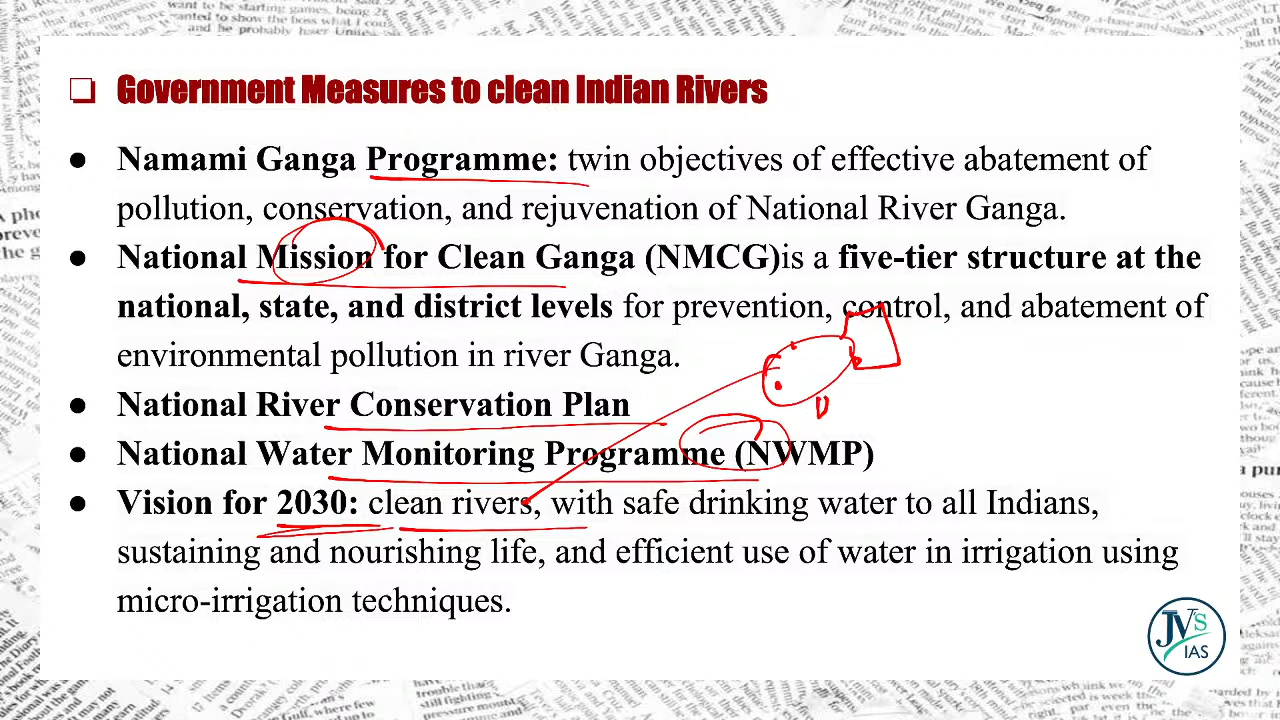 Government Measures to clean Indian Rivers
Namami Ganga Programme: twin objectives of effective abatement of
pollution, conservation, and rejuvenation of National River Ganga.
National Mission for Clean Ganga (NMCG)is a five-tier structure at the
national, state, and district levels for prevention, control, and abatement of
environmental pollution in river Ganga.
National River Conservation Plan
National Water Monitoring Programme (NWMP)
Vision for 2030: clean rivers, with safe drinking water to all Indians,
sustaining and nourishing life, and efficient use of water in irrigation using
micro-irrigation techniques.
JV's
IAS